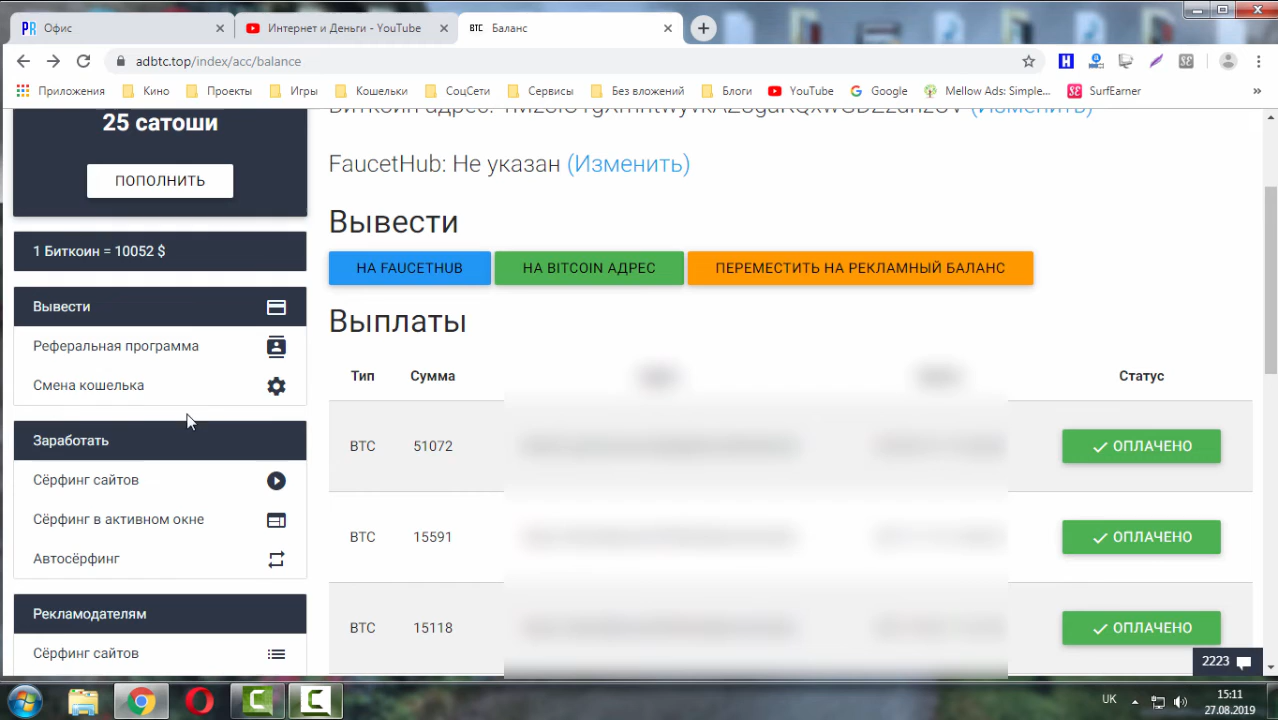 Офис
Интернет и Деньги - YouTube
BTC Баланс
adbtc.top/index/acc/balance
Приложения Кино Проекты Игры Кошельки СоцСети Сервисы Без вложений Блоги YouTube Google Mellow Ads: Simple... SurfEarner »
25 сатоши
ПОПОЛНИТЬ
1 Биткоин = 10052 $
Вывести
Реферальная программа
Смена кошелька
Заработать
Сёрфинг сайтов
Сёрфинг в активном окне
Автосёрфинг
Рекламодателям
Сёрфинг сайтов
(Изменить)
FaucetHub: Не указан (Изменить)
Вывести
НА FAUCETHUB НА BITCOIN АДРЕС ПЕРЕМЕСТИТЬ НА РЕКЛАМНЫЙ БАЛАНС
Выплаты
Тип Сумма Статус
BTC 51072 ОПЛАЧЕНО
BTC 15591 ОПЛАЧЕНО
BTC 15118 ОПЛАЧЕНО
2223
UK
15:11
27.08.2019